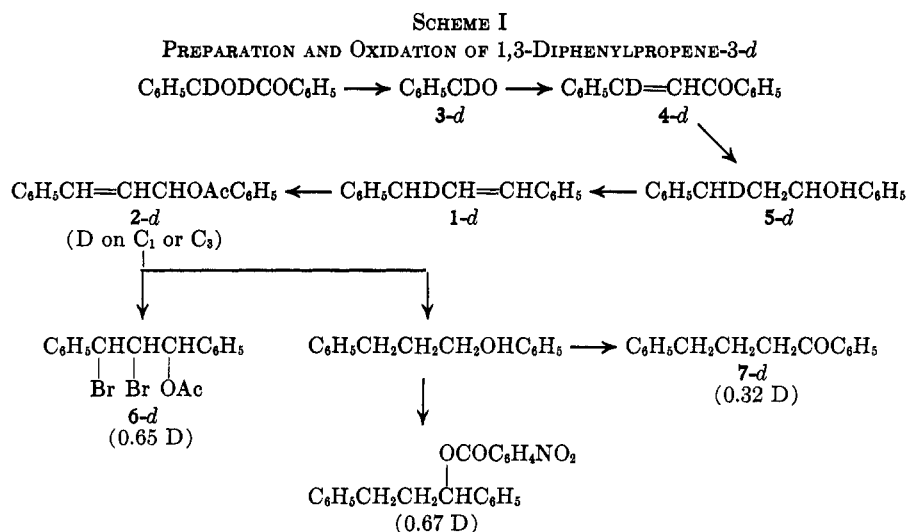 SCHEME I
PREPARATION AND OXIDATION OF 1,3-DIPHENYLPROPENE-3-d
C₆H₅CDODCOC₆H₅ → C₆H₅CDO → C₆H₅CD=CHCOC₆H₅
3-d 4-d
C₆H₅CH=CHCHOAcC₆H₅ ← C₆H₅CHDCH=CHC₆H₅ ← C₆H₅CHDCH₂CHOHC₆H₅
2-d 1-d 5-d
(D on C₁ or C₃)
C₆H₅CHCHCHC₆H₅ C₆H₅CH₂CH₂CH₂OHC₆H₅ → C₆H₅CH₂CH₂CH₂COC₆H₅
Br Br OAc 7-d
6-d (0.32 D)
(0.65 D)
OCOC₆H₄NO₂
C₆H₅CH₂CH₂CHC₆H₅
(0.67 D)